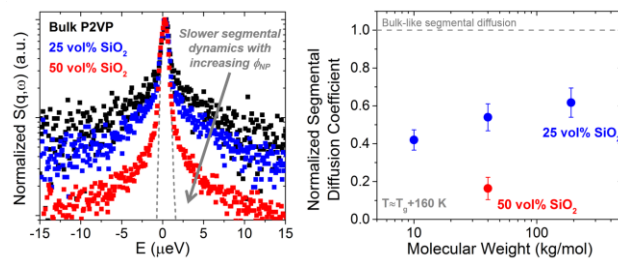 Normalized S(q,ω) (a.u.)
Bulk P2VP
25 vol% SiO₂
50 vol% SiO₂
Slower segmental
dynamics with
increasing ϕNP
-15 -10 -5 0 5 10 15
E (μeV)
Normalized Segmental
Diffusion Coefficient
1.0
0.8
0.6
0.4
0.2
0.0
Bulk-like segmental diffusion
25 vol% SiO₂
50 vol% SiO₂
T≈Tg+160 K
10 100
Molecular Weight (kg/mol)